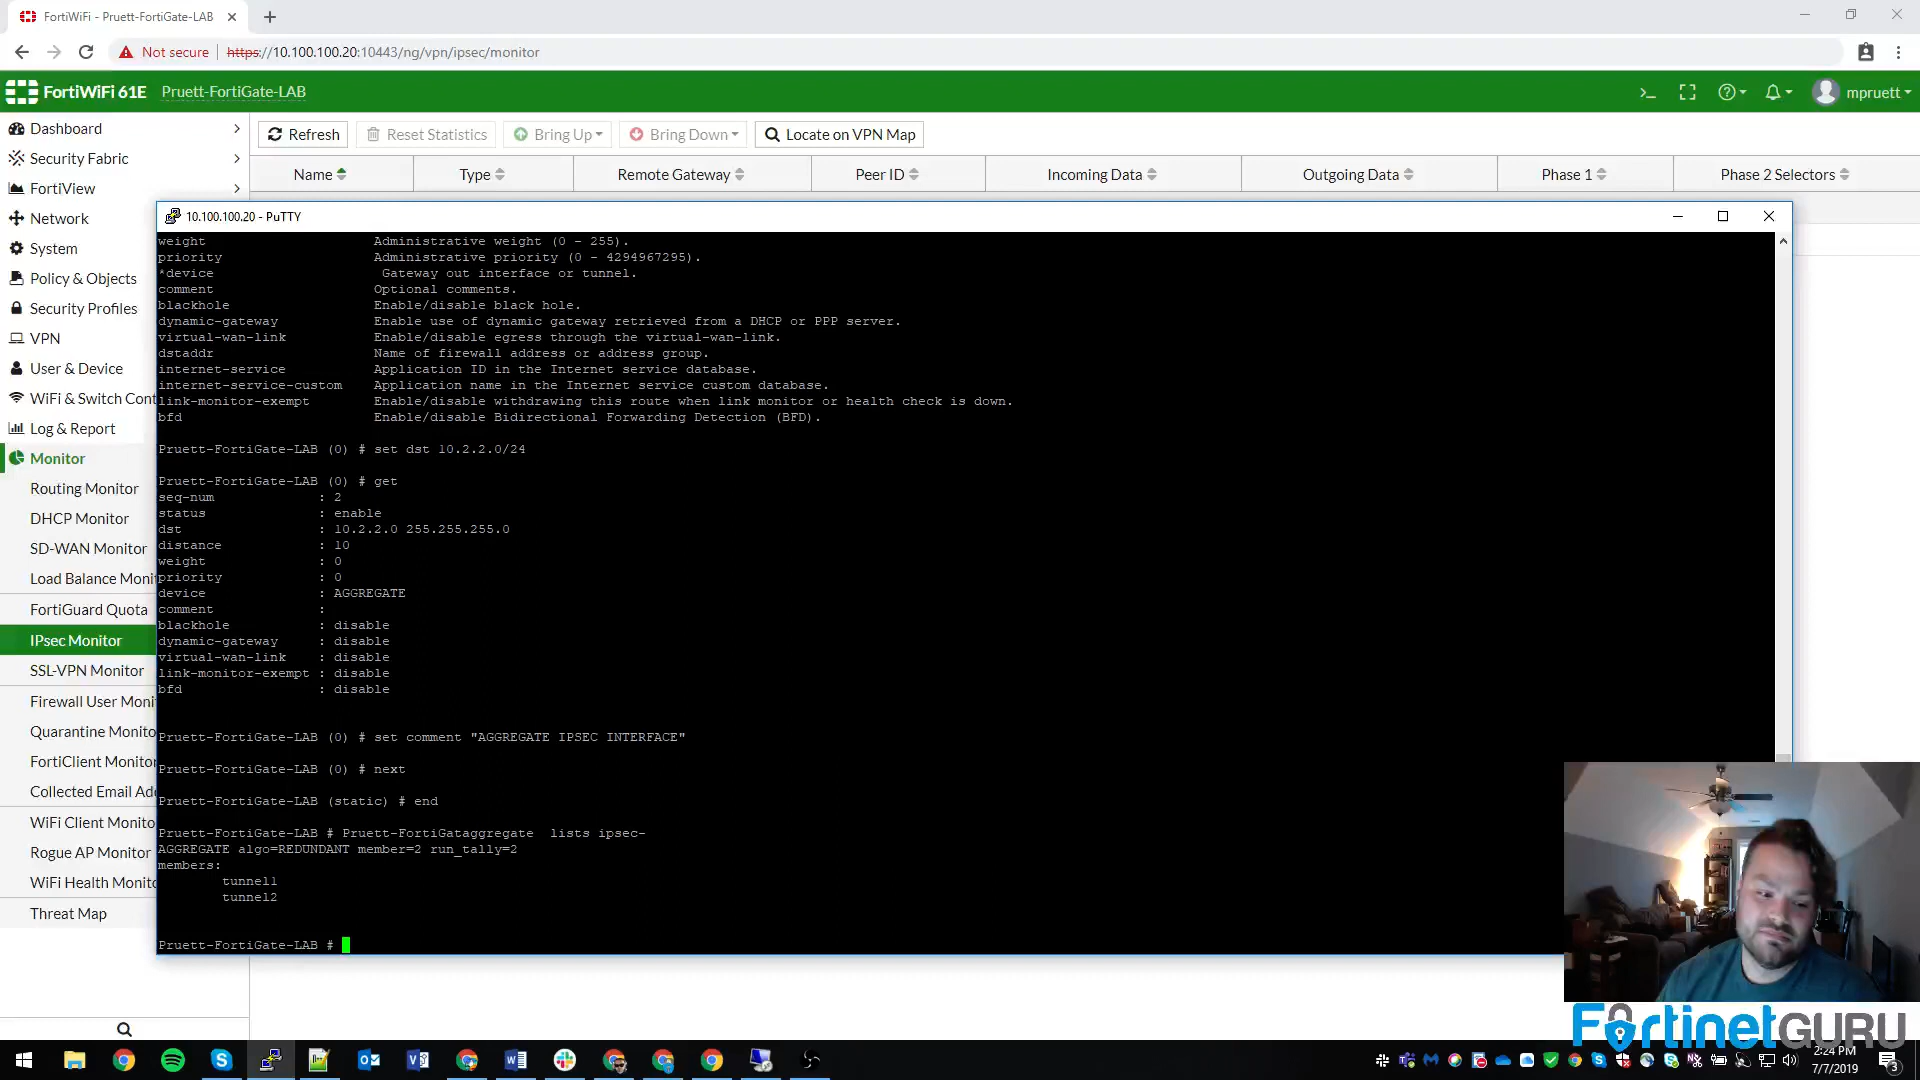 FortiWiFi - Pruett-FortiGate-LAB
Not secure | https://10.100.100.20:10443/ng/vpn/ipsec/monitor
FortiWiFi 61E Pruett-FortiGate-LAB
mpruett
Dashboard
Security Fabric
FortiView
Network
System
Policy & Objects
Security Profiles
VPN
User & Device
WiFi & Switch Cont
Log & Report
Monitor
Routing Monitor
DHCP Monitor
SD-WAN Monitor
Load Balance Moni
FortiGuard Quota
IPsec Monitor
SSL-VPN Monitor
Firewall User Moni
Quarantine Monito
FortiClient Monitor
Collected Email Ad
WiFi Client Monito
Rogue AP Monitor
WiFi Health Monito
Threat Map
Refresh Reset Statistics Bring Up Bring Down Locate on VPN Map
Name Type Remote Gateway Peer ID Incoming Data Outgoing Data Phase 1 Phase 2 Selectors
10.100.100.20 - PuTTY
weight Administrative weight (0 - 255).
priority Administrative priority (0 - 4294967295).
*device Gateway out interface or tunnel.
comment Optional comments.
blackhole Enable/disable black hole.
dynamic-gateway Enable use of dynamic gateway retrieved from a DHCP or PPP server.
virtual-wan-link Enable/disable egress through the virtual-wan-link.
dstaddr Name of firewall address or address group.
internet-service Application ID in the Internet service database.
internet-service-custom Application name in the Internet service custom database.
link-monitor-exempt Enable/disable withdrawing this route when link monitor or health check is down.
bfd Enable/disable Bidirectional Forwarding Detection (BFD).
Pruett-FortiGate-LAB (0) # set dst 10.2.2.0/24
Pruett-FortiGate-LAB (0) # get
seq-num : 2
status : enable
dst : 10.2.2.0 255.255.255.0
distance : 10
weight : 0
priority : 0
device : AGGREGATE
comment :
blackhole : disable
dynamic-gateway : disable
virtual-wan-link : disable
link-monitor-exempt : disable
bfd : disable
Pruett-FortiGate-LAB (0) # set comment "AGGREGATE IPSEC INTERFACE"
Pruett-FortiGate-LAB (0) # next
Pruett-FortiGate-LAB (static) # end
Pruett-FortiGate-LAB # Pruett-FortiGataggregate lists ipsec-
AGGREGATE algo=REDUNDANT member=2 run_tally=2
members:
tunnel1
tunnel2
Pruett-FortiGate-LAB #
FortinetGURU
2:24 PM
7/7/2019
3